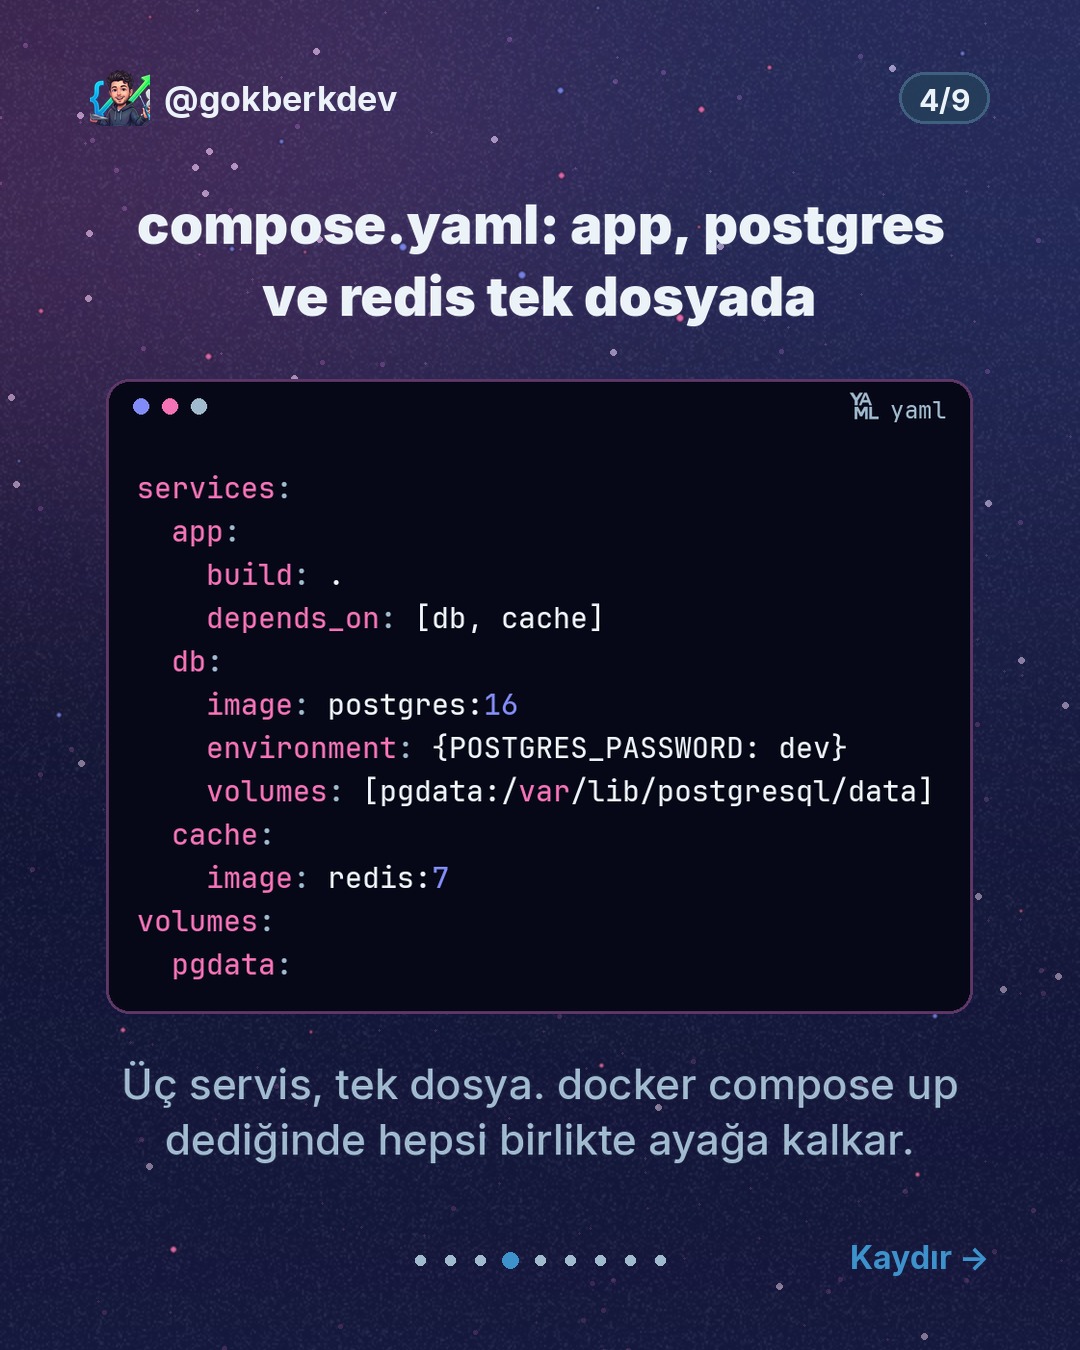 @gokberkdev
4/9
compose.yaml: app, postgres
ve redis tek dosyada
YAML yaml
services:
  app:
    build: .
    depends_on: [db, cache]
  db:
    image: postgres:16
    environment: {POSTGRES_PASSWORD: dev}
    volumes: [pgdata:/var/lib/postgresql/data]
  cache:
    image: redis:7
volumes:
  pgdata:
Üç servis, tek dosya. docker compose up
dediğinde hepsi birlikte ayağa kalkar.
Kaydır →